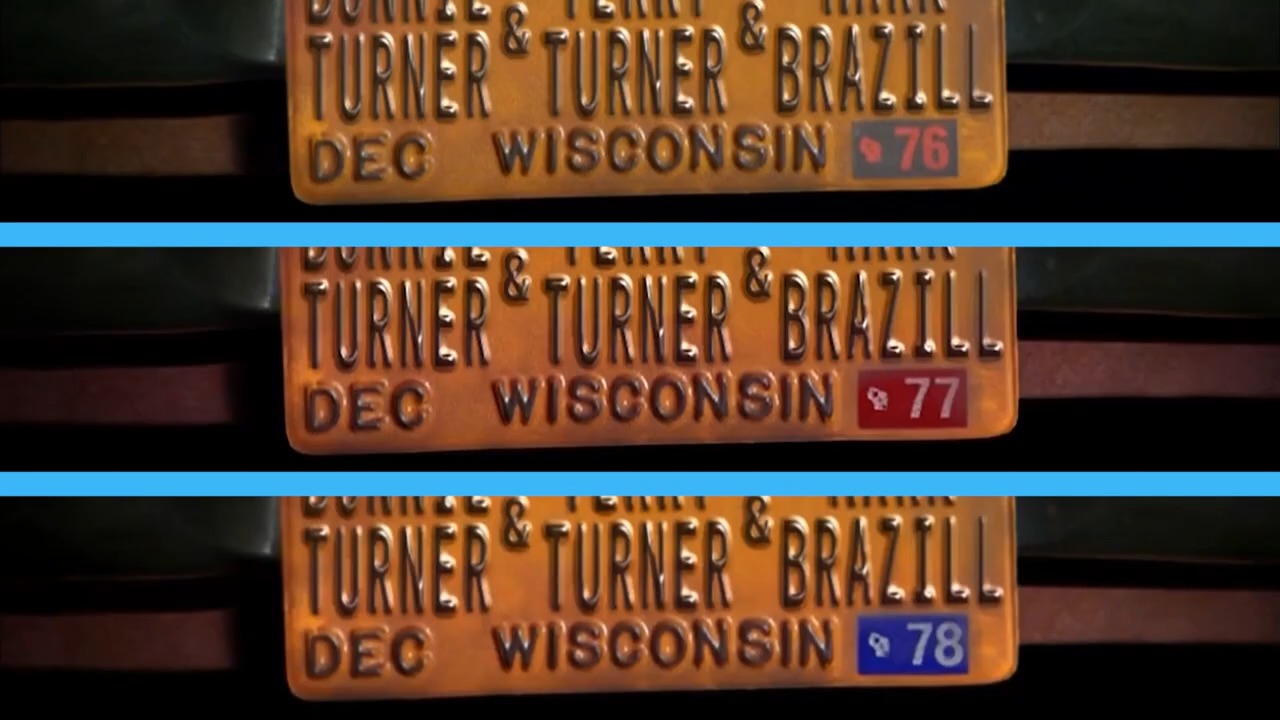 & &
TURNER TURNER BRAZILL
DEC WISCONSIN 76
& &
TURNER TURNER BRAZILL
DEC WISCONSIN 77
& &
TURNER TURNER BRAZILL
DEC WISCONSIN 78